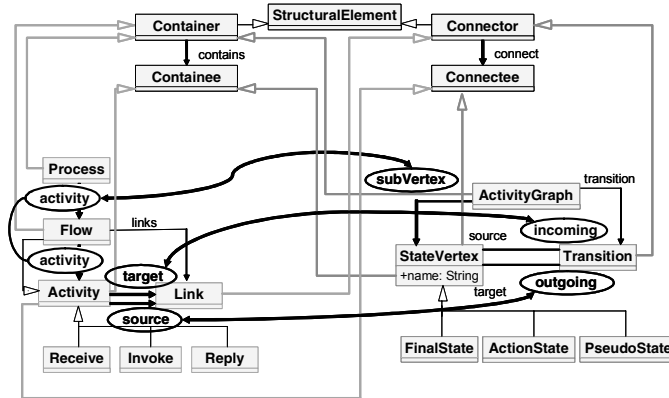 StructuralElement
Container
Connector
contains
connect
Containee
Connectee
Process
subVertex
transition
activity
ActivityGraph
Flow
links
incoming
source
activity
target
StateVertex
Transition
+name: String
Activity
Link
outgoing
target
source
Receive
Invoke
Reply
FinalState
ActionState
PseudoState